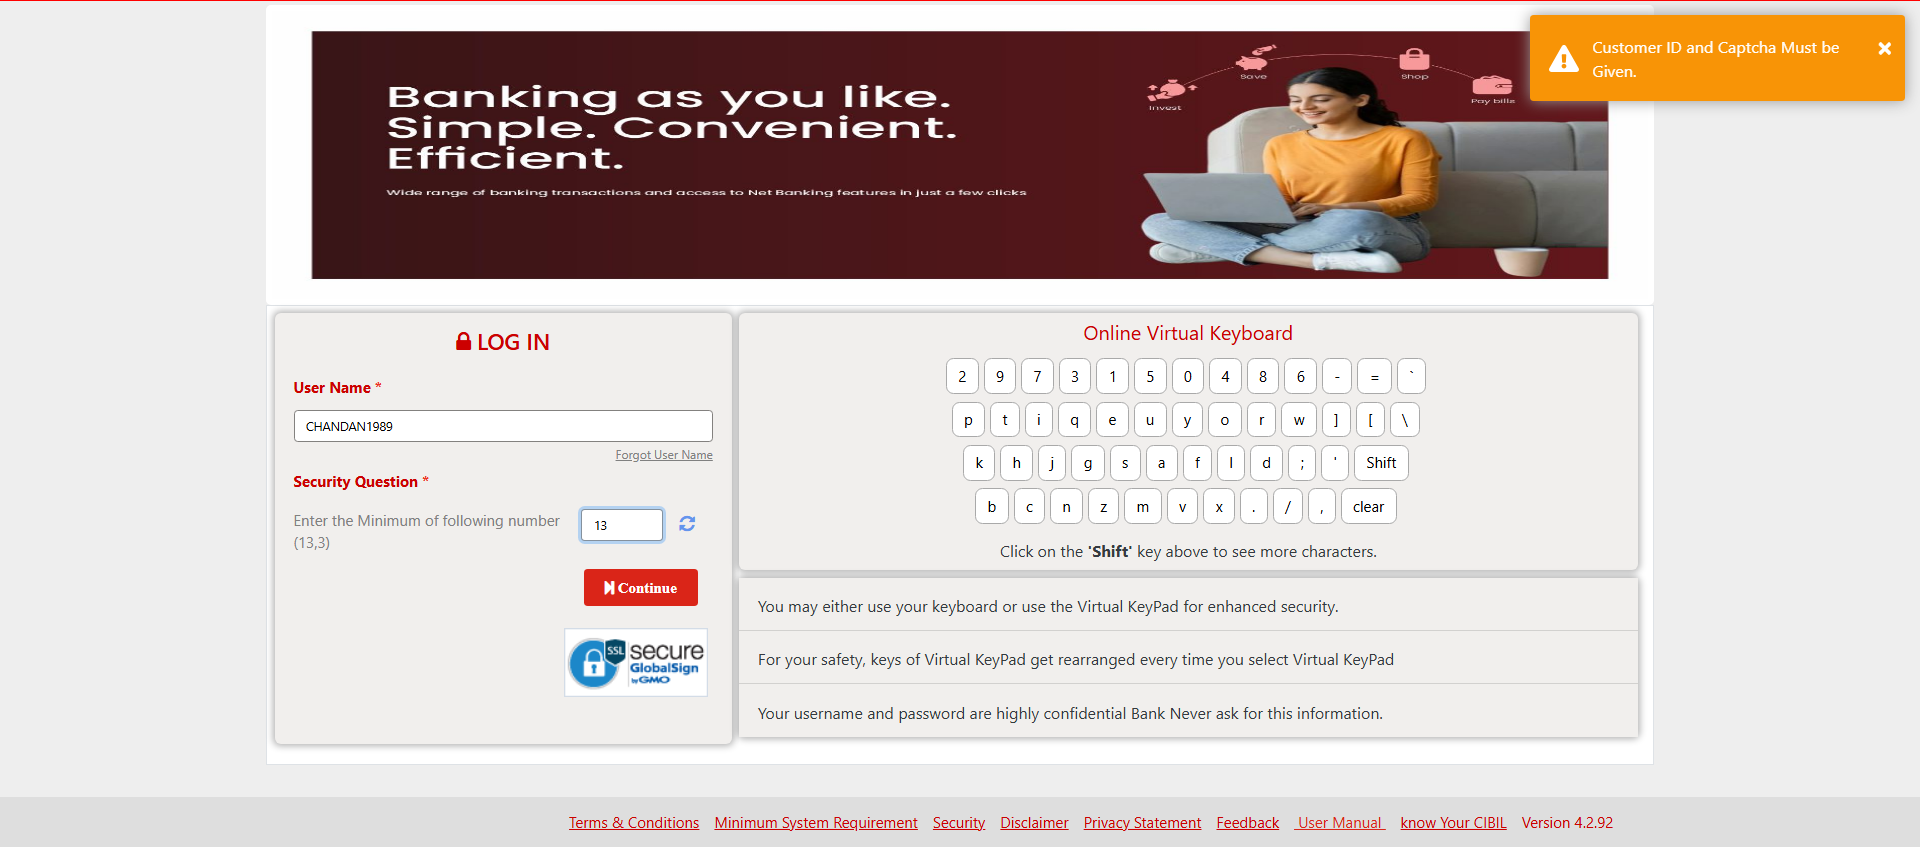 Banking as you like.
Simple. Convenient.
Efficient.
Wide range of banking transactions and access to Net Banking features in just a few clicks
Invest
Save
Shop
Pay bills
Customer ID and Captcha Must be
Given.
LOG IN
User Name *
CHANDAN1989
Forgot User Name
Security Question *
Enter the Minimum of following number
(13,3)
13
Continue
SSL
secure
GlobalSign
by GMO
Online Virtual Keyboard
2 9 7 3 1 5 0 4 8 6 - = `
p t i q e u y o r w ] [ \
k h j g s a f l d ; ' Shift
b c n z m v x . / , clear
Click on the 'Shift' key above to see more characters.
You may either use your keyboard or use the Virtual KeyPad for enhanced security.
For your safety, keys of Virtual KeyPad get rearranged every time you select Virtual KeyPad
Your username and password are highly confidential Bank Never ask for this information.
Terms & Conditions Minimum System Requirement Security Disclaimer Privacy Statement Feedback User Manual know Your CIBIL Version 4.2.92